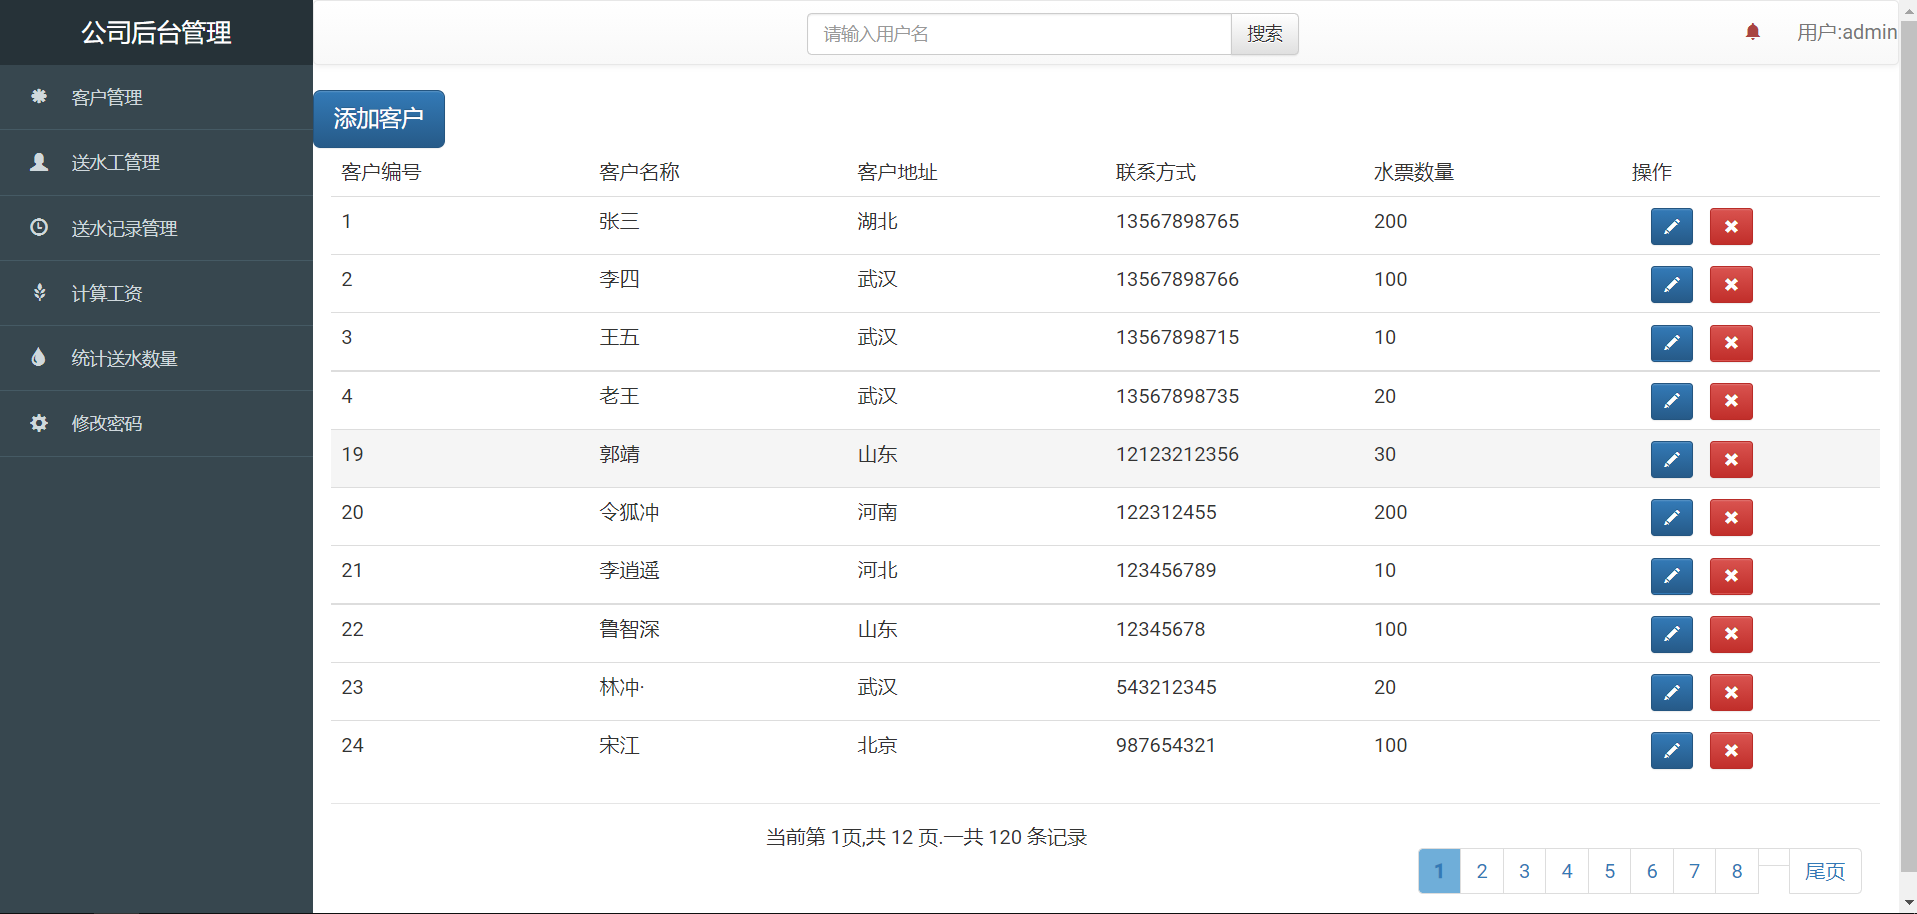 公司后台管理
请输入用户名 搜索 用户:admin
客户管理
送水工管理
送水记录管理
计算工资
统计送水数量
修改密码
添加客户
客户编号 客户名称 客户地址 联系方式 水票数量 操作
1 张三 湖北 13567898765 200
2 李四 武汉 13567898766 100
3 王五 武汉 13567898715 10
4 老王 武汉 13567898735 20
19 郭靖 山东 12123212356 30
20 令狐冲 河南 122312455 200
21 李逍遥 河北 123456789 10
22 鲁智深 山东 12345678 100
23 林冲· 武汉 543212345 20
24 宋江 北京 987654321 100
当前第 1页,共 12 页.一共 120 条记录
1 2 3 4 5 6 7 8 尾页